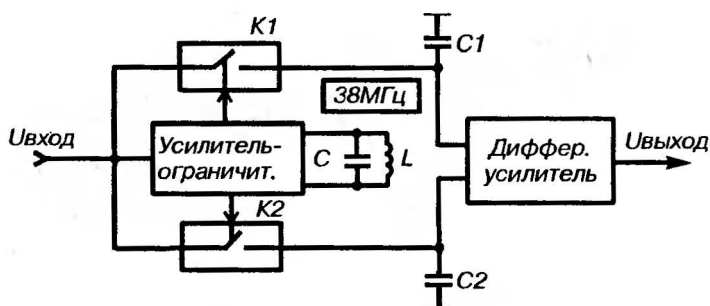 K1
C1
38МГц
Uвход
Усилитель-
ограничит.
C
L
Диффер.
усилитель
Uвыход
K2
C2